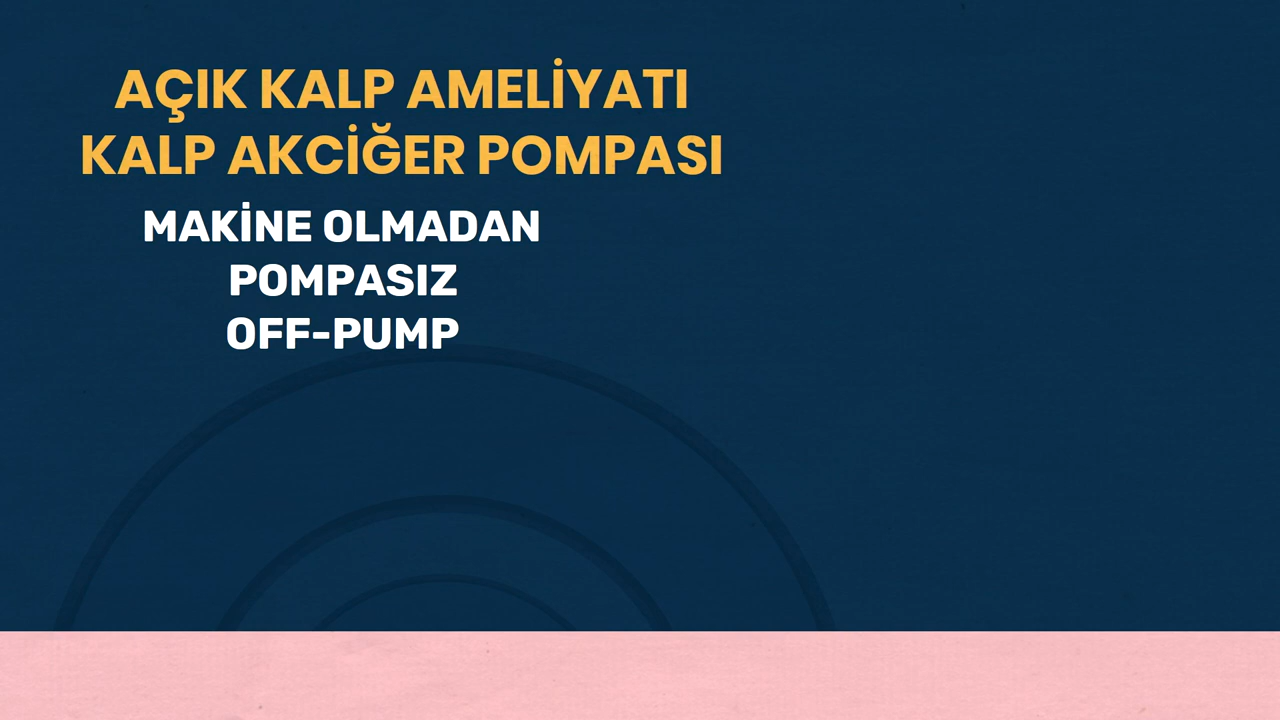 AÇIK KALP AMELİYATI
KALP AKCİĞER POMPASI
MAKİNE OLMADAN
POMPASIZ
OFF-PUMP